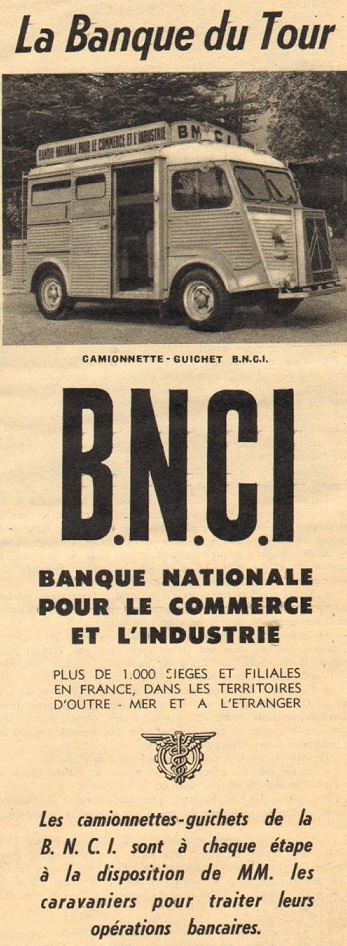 La Banque du Tour
BANQUE NATIONALE POUR LE COMMERCE ET L'INDUSTRIE
BNCI
CAMIONNETTE - GUICHET B.N.C.I.
B.N.C.I
BANQUE NATIONALE
POUR LE COMMERCE
ET L'INDUSTRIE
PLUS DE 1.000 SIEGES ET FILIALES
EN FRANCE, DANS LES TERRITOIRES
D'OUTRE - MER ET A L'ETRANGER
Les camionnettes-guichets de la
B. N. C. I. sont à chaque étape
à la disposition de MM. les
caravaniers pour traiter leurs
opérations bancaires.